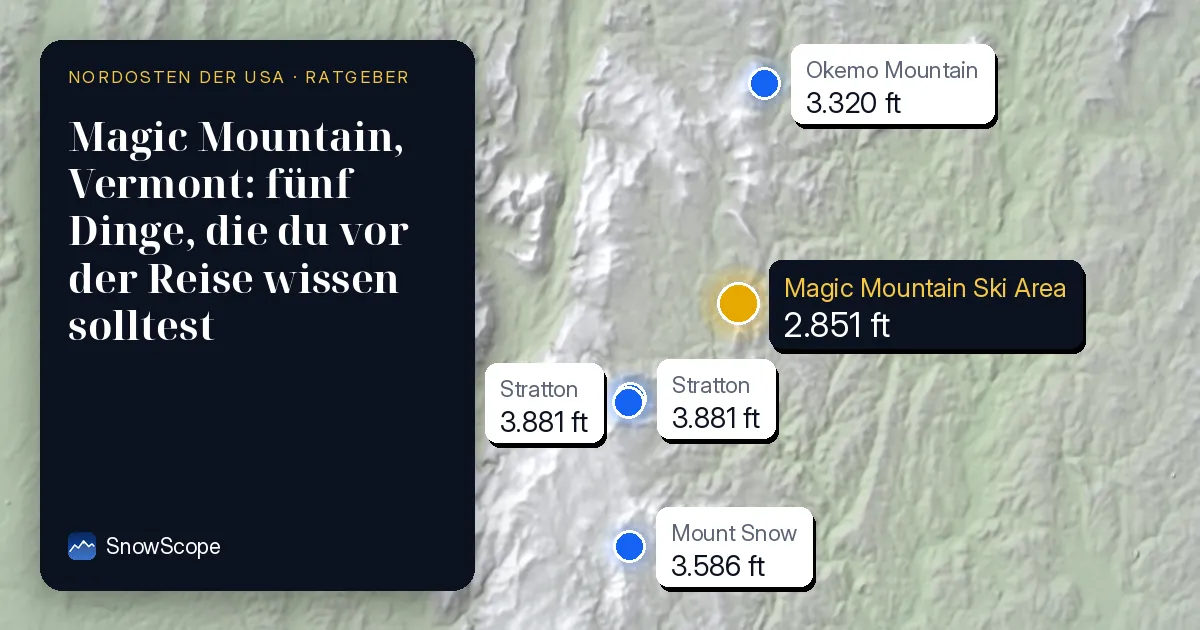 NORDOSTEN DER USA · RATGEBER
Magic Mountain,
Vermont: fünf
Dinge, die du vor
der Reise wissen
solltest
SnowScope
Okemo Mountain
3.320 ft
Magic Mountain Ski Area
2.851 ft
Stratton
3.881 ft
Stratton
3.881 ft
Mount Snow
3.586 ft